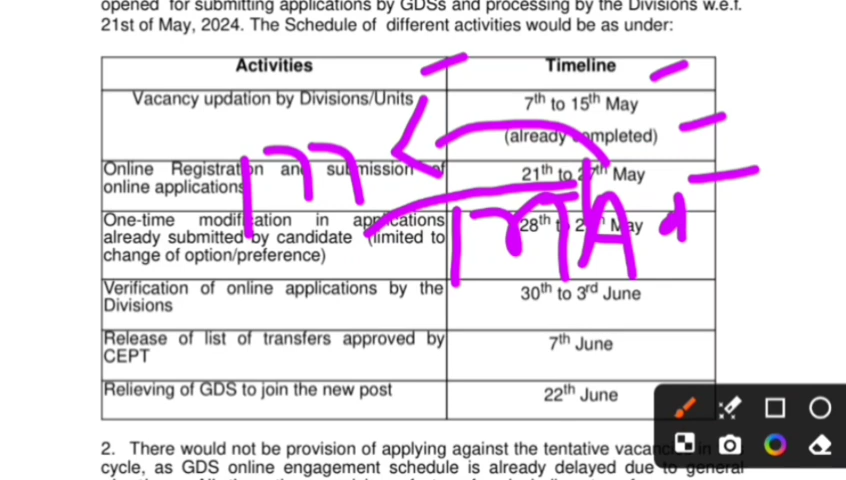 opened for submitting applications by GDSs and processing by the Divisions w.e.f.
21st of May, 2024. The Schedule of different activities would be as under:
Activities Timeline
Vacancy updation by Divisions/Units 7th to 15th May
(already completed)
Online Registration and submission of 21th to May
online applications
One-time modification in applications 28th to May
already submitted by candidate (limited to
change of option/preference)
Verification of online applications by the 30th to 3rd June
Divisions
Release of list of transfers approved by 7th June
CEPT
Relieving of GDS to join the new post 22th June
2. There would not be provision of applying against the tentative in
cycle, as GDS online engagement schedule is already delayed due to general